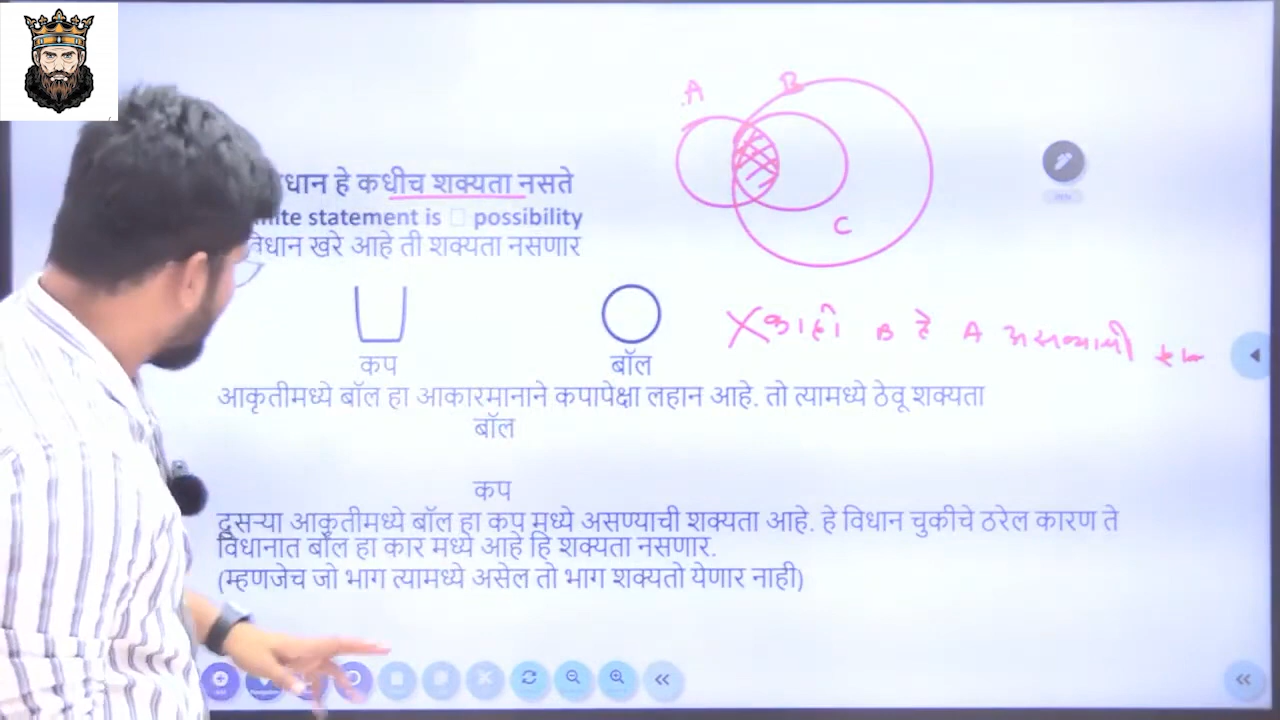 A B
धान हे कधीच शक्यता नसते
nite statement is □ possibility
विधान खरे आहे ती शक्यता नसणार
C
काही B हे A असण्याची
कप बॉल
आकृतीमध्ये बॉल हा आकारमानाने कपापेक्षा लहान आहे. तो त्यामध्ये ठेवू शक्यता
बॉल
कप
दुसऱ्या आकृतीमध्ये बॉल हा कप मध्ये असण्याची शक्यता आहे. हे विधान चुकीचे ठरेल कारण ते
विधानात बॉल हा कार मध्ये आहे हि शक्यता नसणार.
(म्हणजेच जो भाग त्यामध्ये असेल तो भाग शक्यतो येणार नाही)